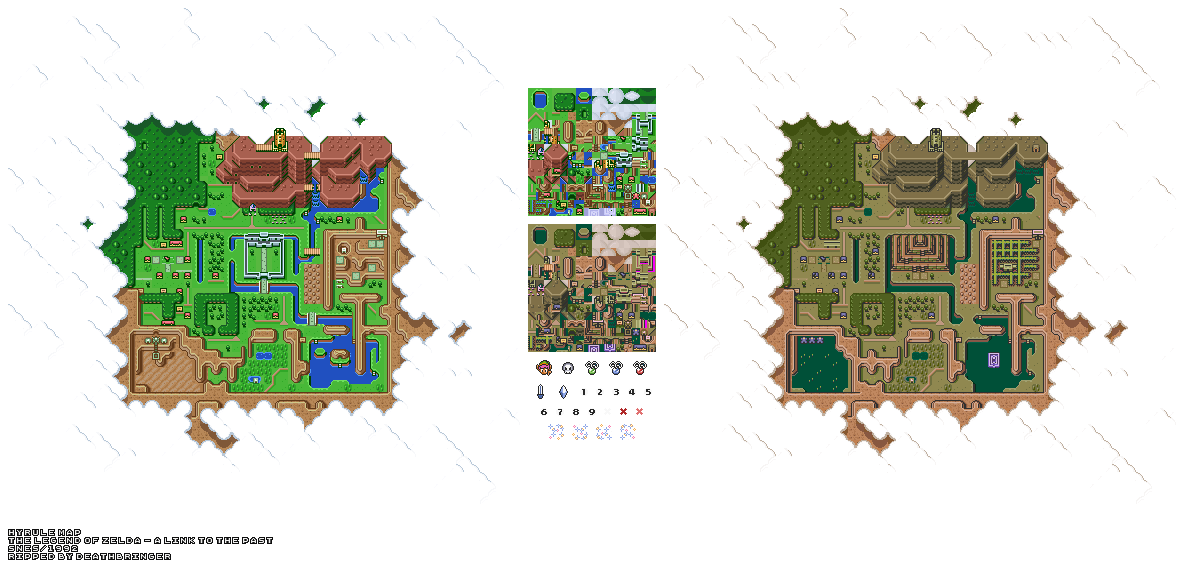 1 2 3 4 5
6 7 8 9
HYRULE MAP
THE LEGEND OF ZELDA - A LINK TO THE PAST
SNES/1992
RIPPED BY DEATHBRINGER